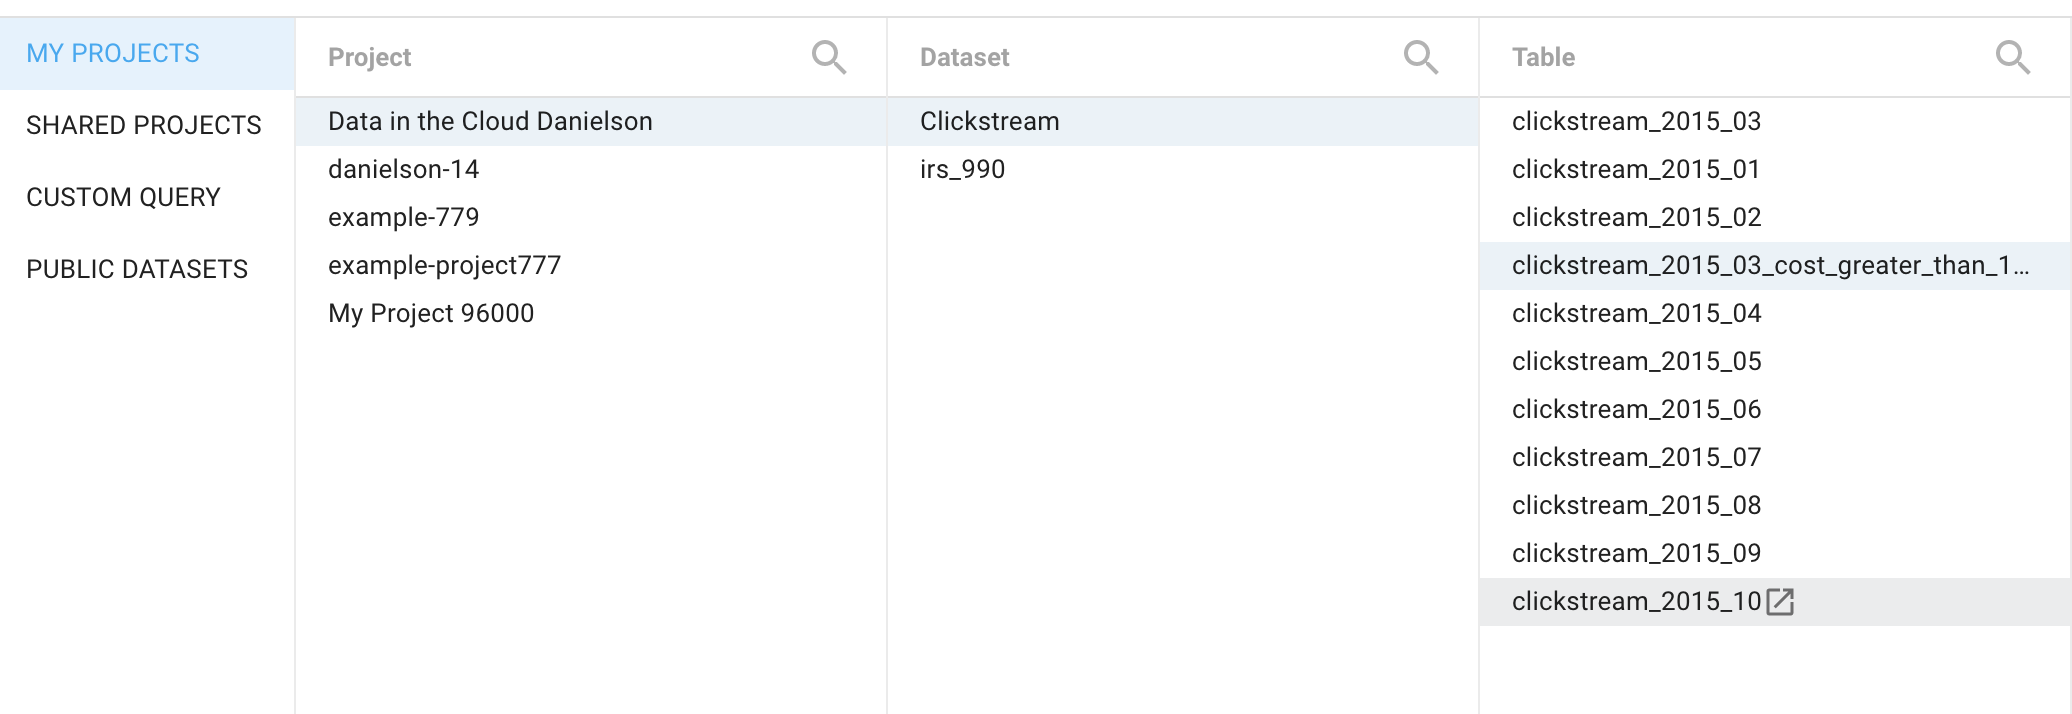 MY PROJECTS
SHARED PROJECTS
CUSTOM QUERY
PUBLIC DATASETS
Project
Data in the Cloud Danielson
danielson-14
example-779
example-project777
My Project 96000
Dataset
Clickstream
irs_990
Table
clickstream_2015_03
clickstream_2015_01
clickstream_2015_02
clickstream_2015_03_cost_greater_than_1...
clickstream_2015_04
clickstream_2015_05
clickstream_2015_06
clickstream_2015_07
clickstream_2015_08
clickstream_2015_09
clickstream_2015_10